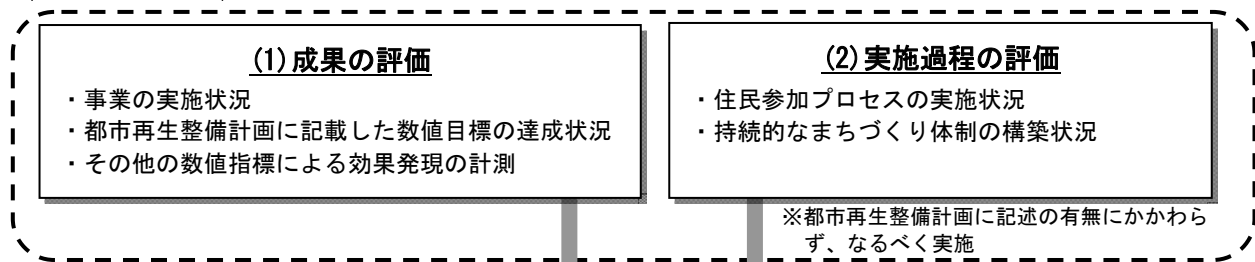 (1)成果の評価
・事業の実施状況
・都市再生整備計画に記載した数値目標の達成状況
・その他の数値指標による効果発現の計測
(2)実施過程の評価
・住民参加プロセスの実施状況
・持続的なまちづくり体制の構築状況
※都市再生整備計画に記述の有無にかかわら
ず、なるべく実施